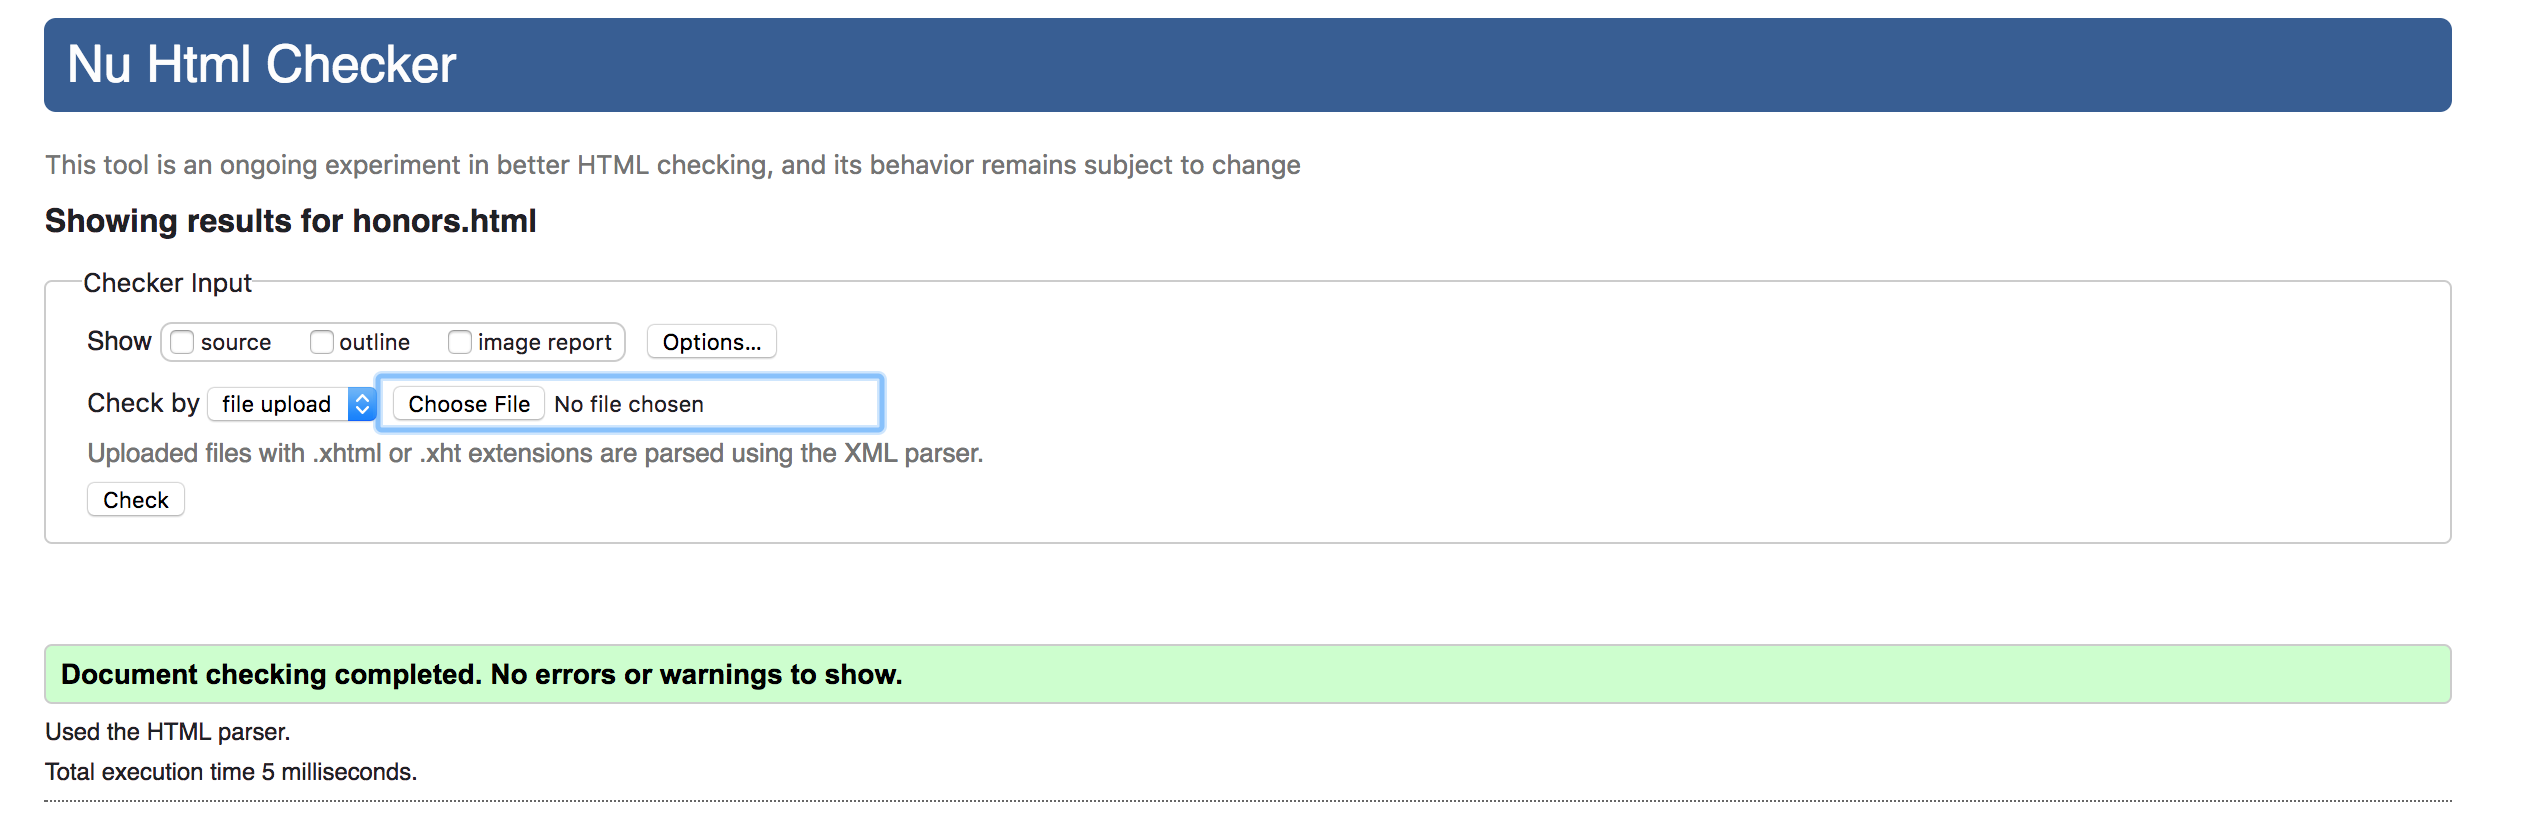 Nu Html Checker
This tool is an ongoing experiment in better HTML checking, and its behavior remains subject to change
Showing results for honors.html
Checker Input
Show source outline image report Options...
Check by file upload Choose File No file chosen
Uploaded files with .xhtml or .xht extensions are parsed using the XML parser.
Check
Document checking completed. No errors or warnings to show.
Used the HTML parser.
Total execution time 5 milliseconds.